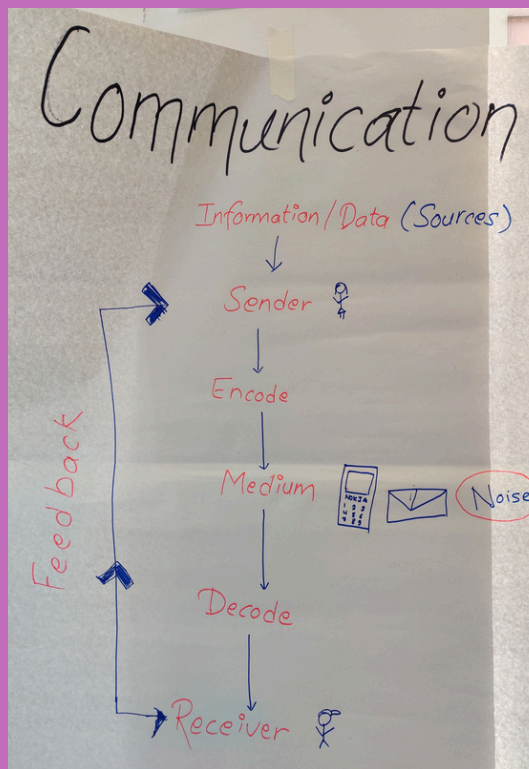 Communication
Information/Data (Sources)
Sender
Encode
Medium
NOKIA
Noise
Feedback
Decode
Receiver